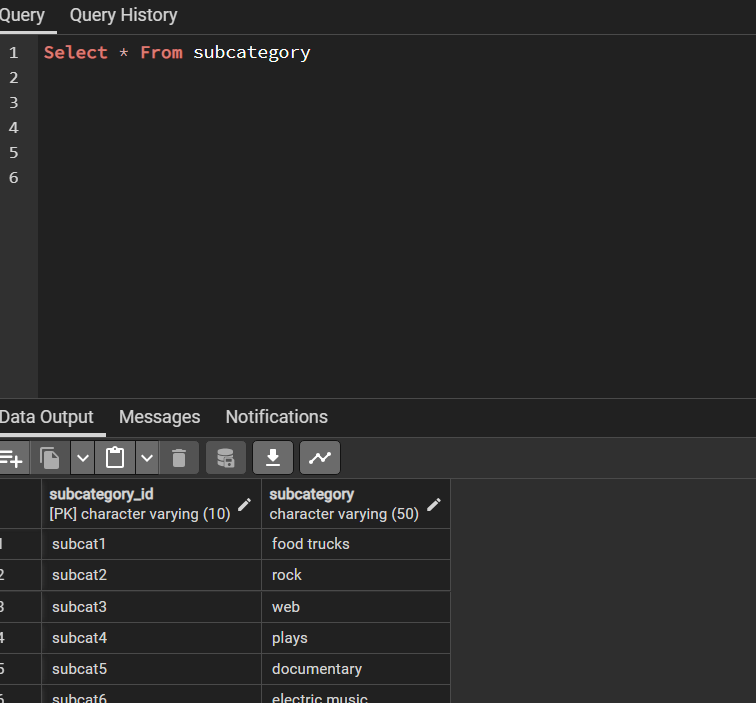 Query Query History
1 Select * From subcategory
2
3
4
5
6
Data Output Messages Notifications
subcategory_id subcategory
[PK] character varying (10) character varying (50)
1 subcat1 food trucks
2 subcat2 rock
3 subcat3 web
4 subcat4 plays
5 subcat5 documentary
6 subcat6 electric music